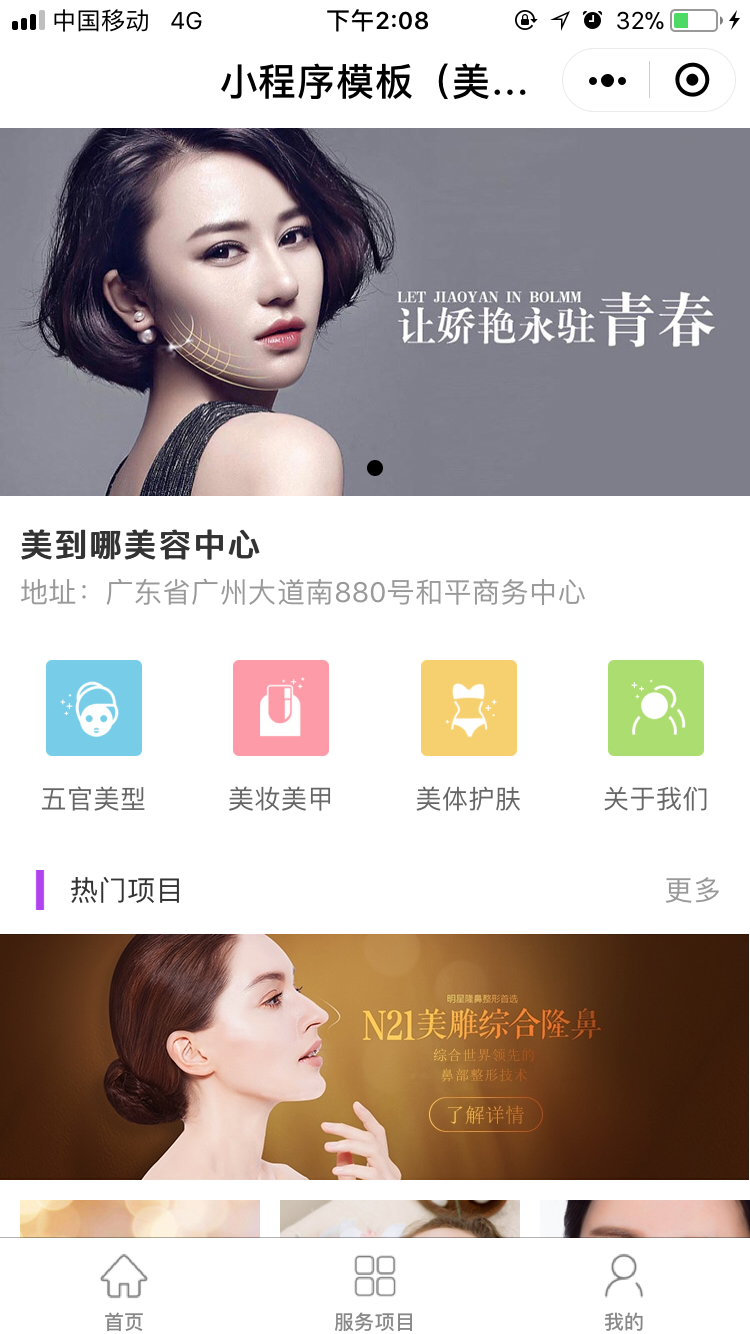 中国移动 4G 下午2:08 32%
小程序模板（美...
LET JIAOYAN IN BOLMM
让娇艳永驻青春
美到哪美容中心
地址：广东省广州大道南880号和平商务中心
五官美型 美妆美甲 美体护肤 关于我们
热门项目 更多
明星隆鼻整形首选
N21美雕综合隆鼻
综合世界领先的
鼻部整形技术
了解详情
首页 服务项目 我的